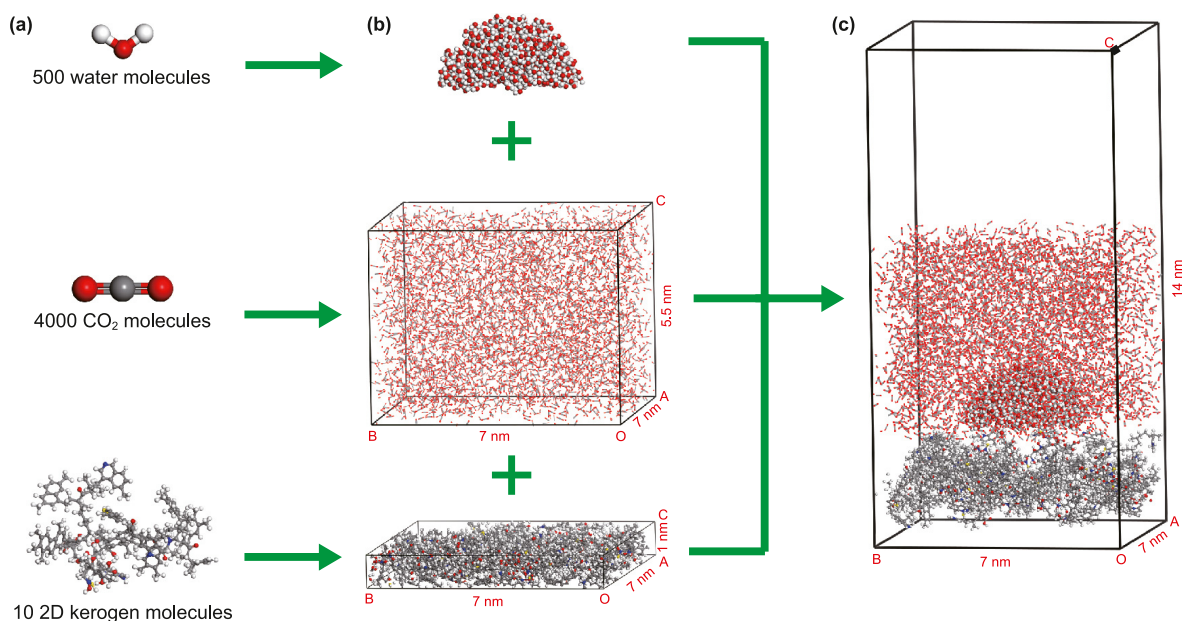 (a)
500 water molecules
4000 CO₂ molecules
10 2D kerogen molecules
(b)
C
5.5 nm
A
7 nm
B
7 nm
O
C
1 nm
A
7 nm
B
7 nm
O
(c)
C
14 nm
A
7 nm
B
7 nm
O